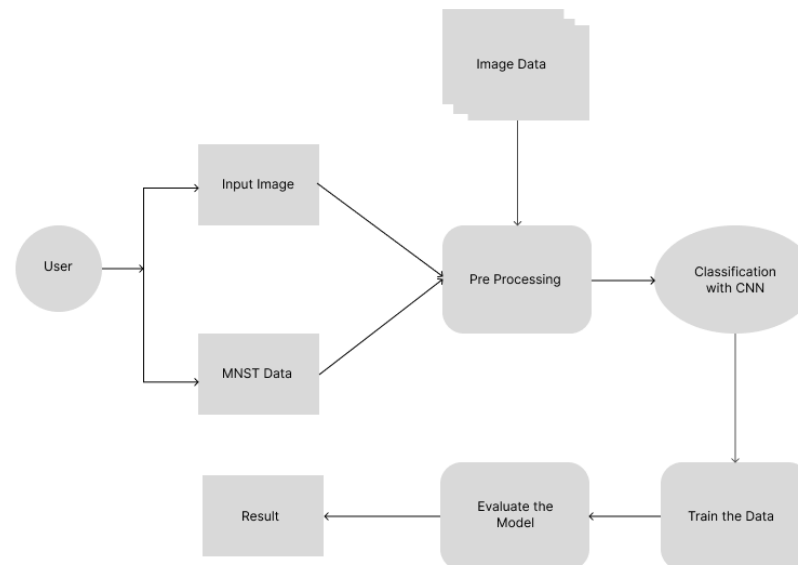 Image Data
Input Image
User
Pre Processing
Classification
with CNN
MNST Data
Result
Evaluate the
Model
Train the Data